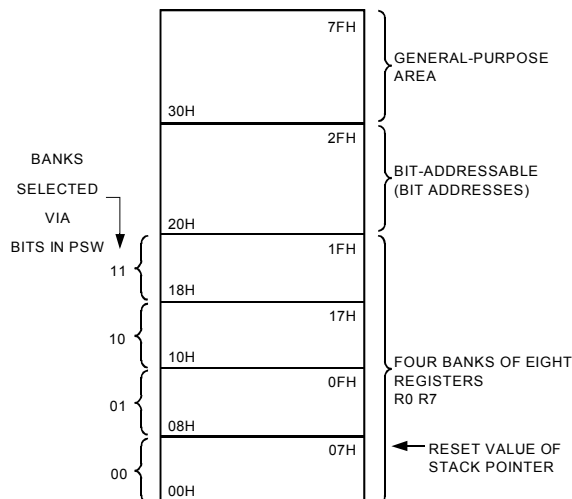 7FH
GENERAL-PURPOSE
AREA
30H
2FH
BANKS
SELECTED
VIA
BITS IN PSW
BIT-ADDRESSABLE
(BIT ADDRESSES)
20H
1FH
11
18H
17H
10
10H
FOUR BANKS OF EIGHT
REGISTERS
R0 R7
0FH
01
08H
07H
RESET VALUE OF
STACK POINTER
00
00H